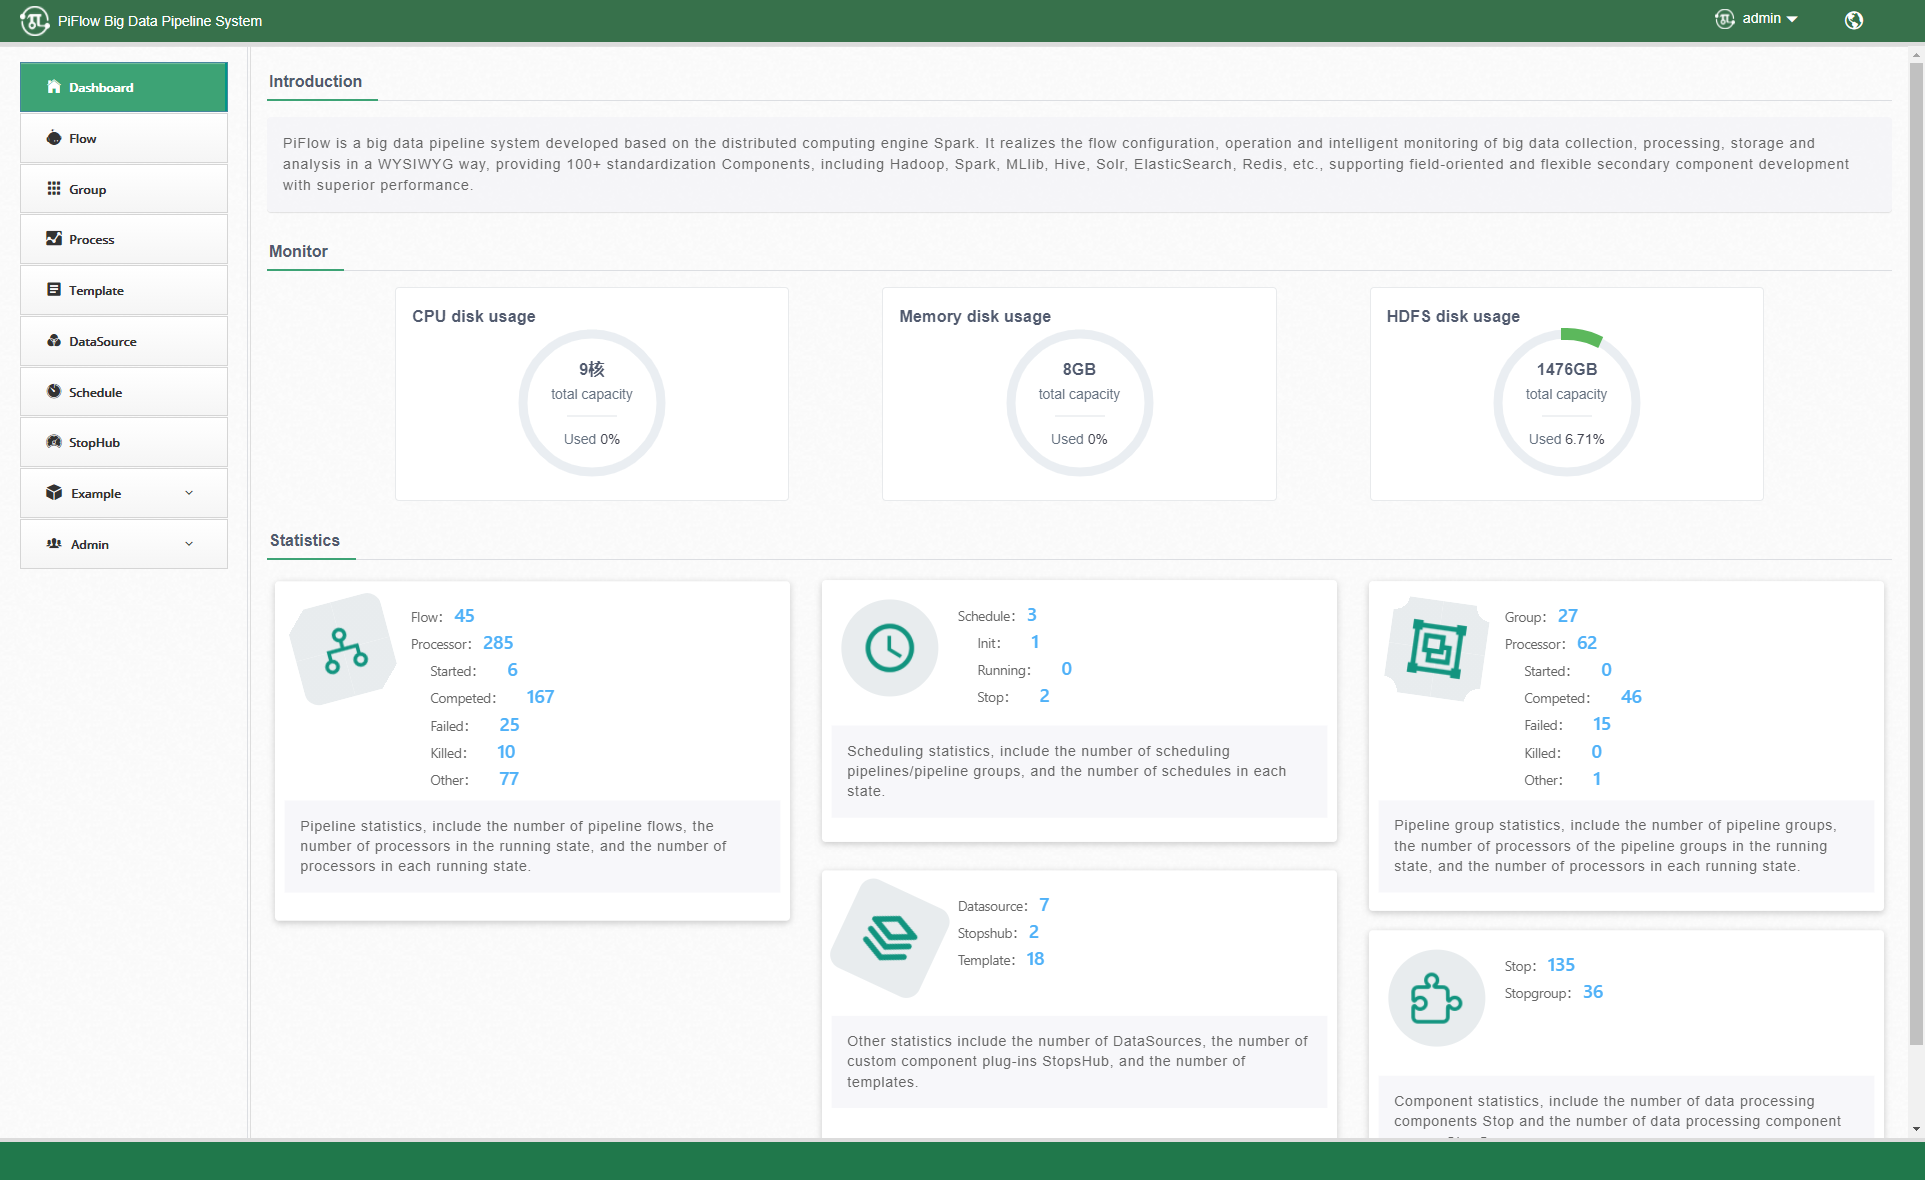 PiFlow Big Data Pipeline System
admin
Dashboard
Flow
Group
Process
Template
DataSource
Schedule
StopHub
Example
Admin
Introduction
PiFlow is a big data pipeline system developed based on the distributed computing engine Spark. It realizes the flow configuration, operation and intelligent monitoring of big data collection, processing, storage and
analysis in a WYSIWYG way, providing 100+ standardization Components, including Hadoop, Spark, MLlib, Hive, Solr, ElasticSearch, Redis, etc., supporting field-oriented and flexible secondary component development
with superior performance.
Monitor
CPU disk usage
9核
total capacity
Used 0%
Memory disk usage
8GB
total capacity
Used 0%
HDFS disk usage
1476GB
total capacity
Used 6.71%
Statistics
Flow: 45
Processor: 285
Started: 6
Competed: 167
Failed: 25
Killed: 10
Other: 77
Pipeline statistics, include the number of pipeline flows, the
number of processors in the running state, and the number of
processors in each running state.
Schedule: 3
Init: 1
Running: 0
Stop: 2
Scheduling statistics, include the number of scheduling
pipelines/pipeline groups, and the number of schedules in each
state.
Datasource: 7
Stopshub: 2
Template: 18
Other statistics include the number of DataSources, the number of
custom component plug-ins StopsHub, and the number of
templates.
Group: 27
Processor: 62
Started: 0
Competed: 46
Failed: 15
Killed: 0
Other: 1
Pipeline group statistics, include the number of pipeline groups,
the number of processors of the pipeline groups in the running
state, and the number of processors in each running state.
Stop: 135
Stopgroup: 36
Component statistics, include the number of data processing
components Stop and the number of data processing component